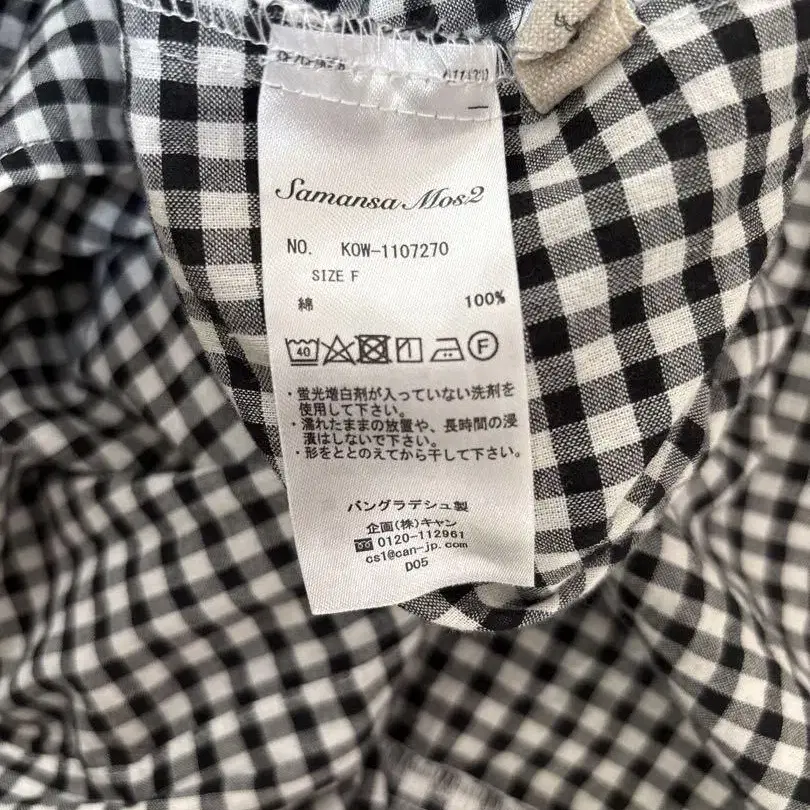 Samansa Mos2
NO. KOW-1107270
SIZE F
綿 100%
40 F
・蛍光増白剤が入っていない洗剤を
使用して下さい。
・濡れたままの放置や、長時間の浸
漬はしないで下さい。
・形をととのえてから干して下さい。
バングラデシュ製
企画(株)キャン
0120-112961
cs1@can-jp.com
D05